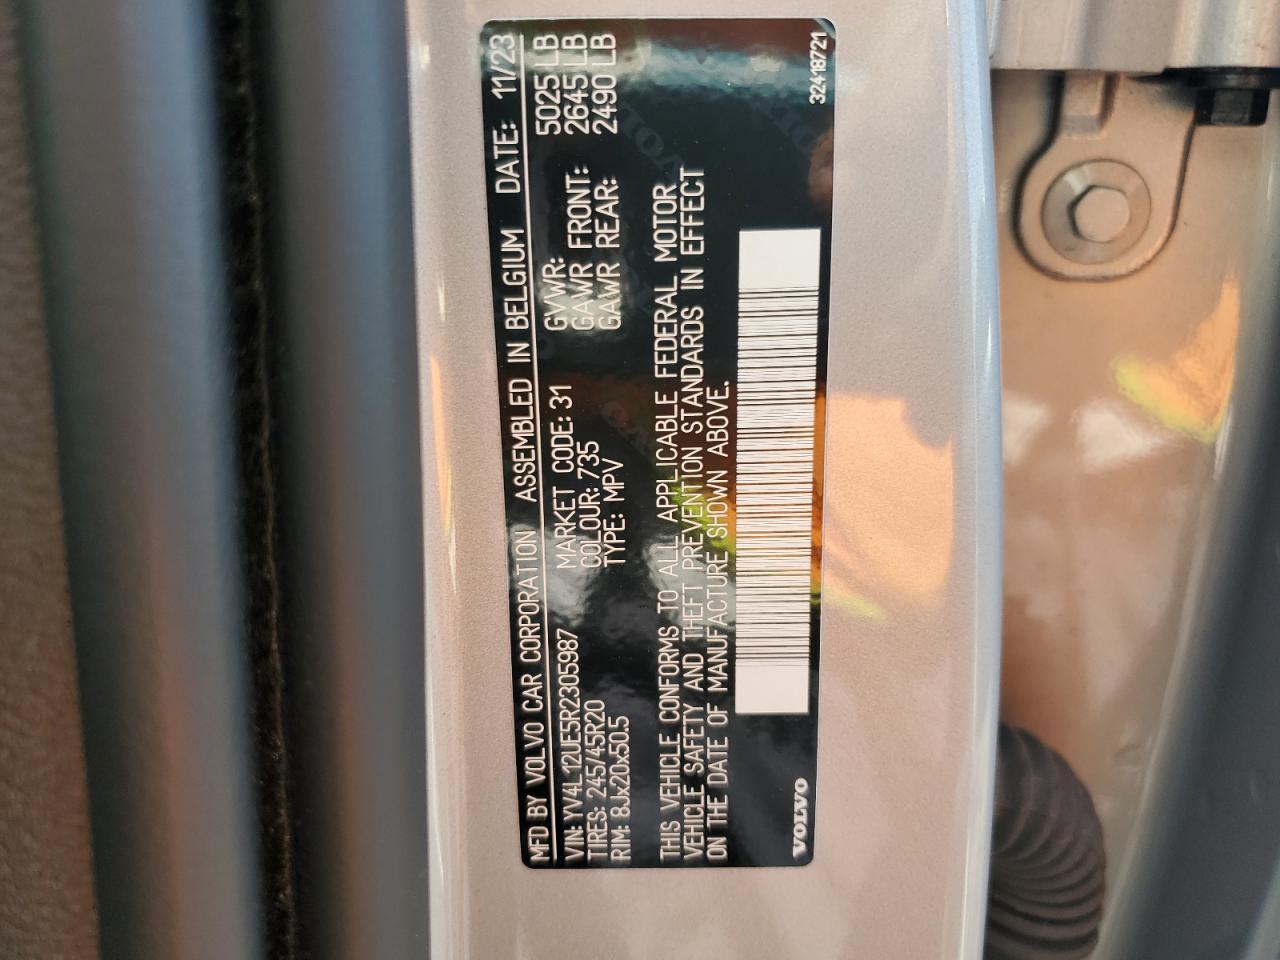 MFD BY VOLVO CAR CORPORATION ASSEMBLED IN BELGIUM DATE: 11/23
VIN: YV4L12UE5R2305987 MARKET CODE: 31 GVWR: 5025 LB
TIRES: 245/45R20 COLOUR: 735 GAWR FRONT: 2645 LB
RIM: 8Jx20x50.5 TYPE: MPV GAWR REAR: 2490 LB
THIS VEHICLE CONFORMS TO ALL APPLICABLE FEDERAL MOTOR
VEHICLE SAFETY AND THEFT PREVENTION STANDARDS IN EFFECT
ON THE DATE OF MANUFACTURE SHOWN ABOVE.
VOLVO 32418721